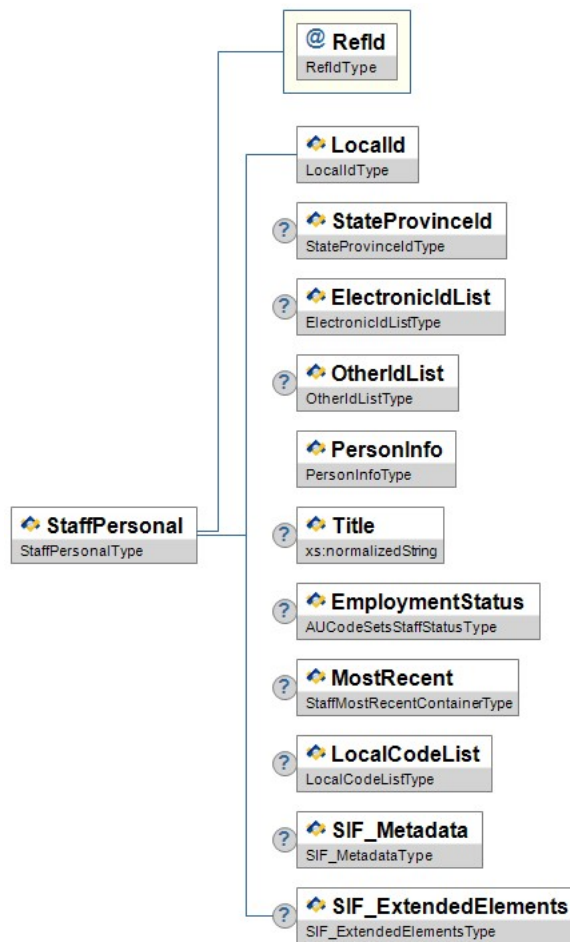 @ RefId
RefIdType
LocalId
LocalIdType
? StateProvinceId
StateProvinceIdType
? ElectronicIdList
ElectronicIdListType
? OtherIdList
OtherIdListType
PersonInfo
PersonInfoType
StaffPersonal
StaffPersonalType
? Title
xs:normalizedString
? EmploymentStatus
AUCodeSetsStaffStatusType
? MostRecent
StaffMostRecentContainerType
? LocalCodeList
LocalCodeListType
? SIF_Metadata
SIF_MetadataType
? SIF_ExtendedElements
SIF_ExtendedElementsType